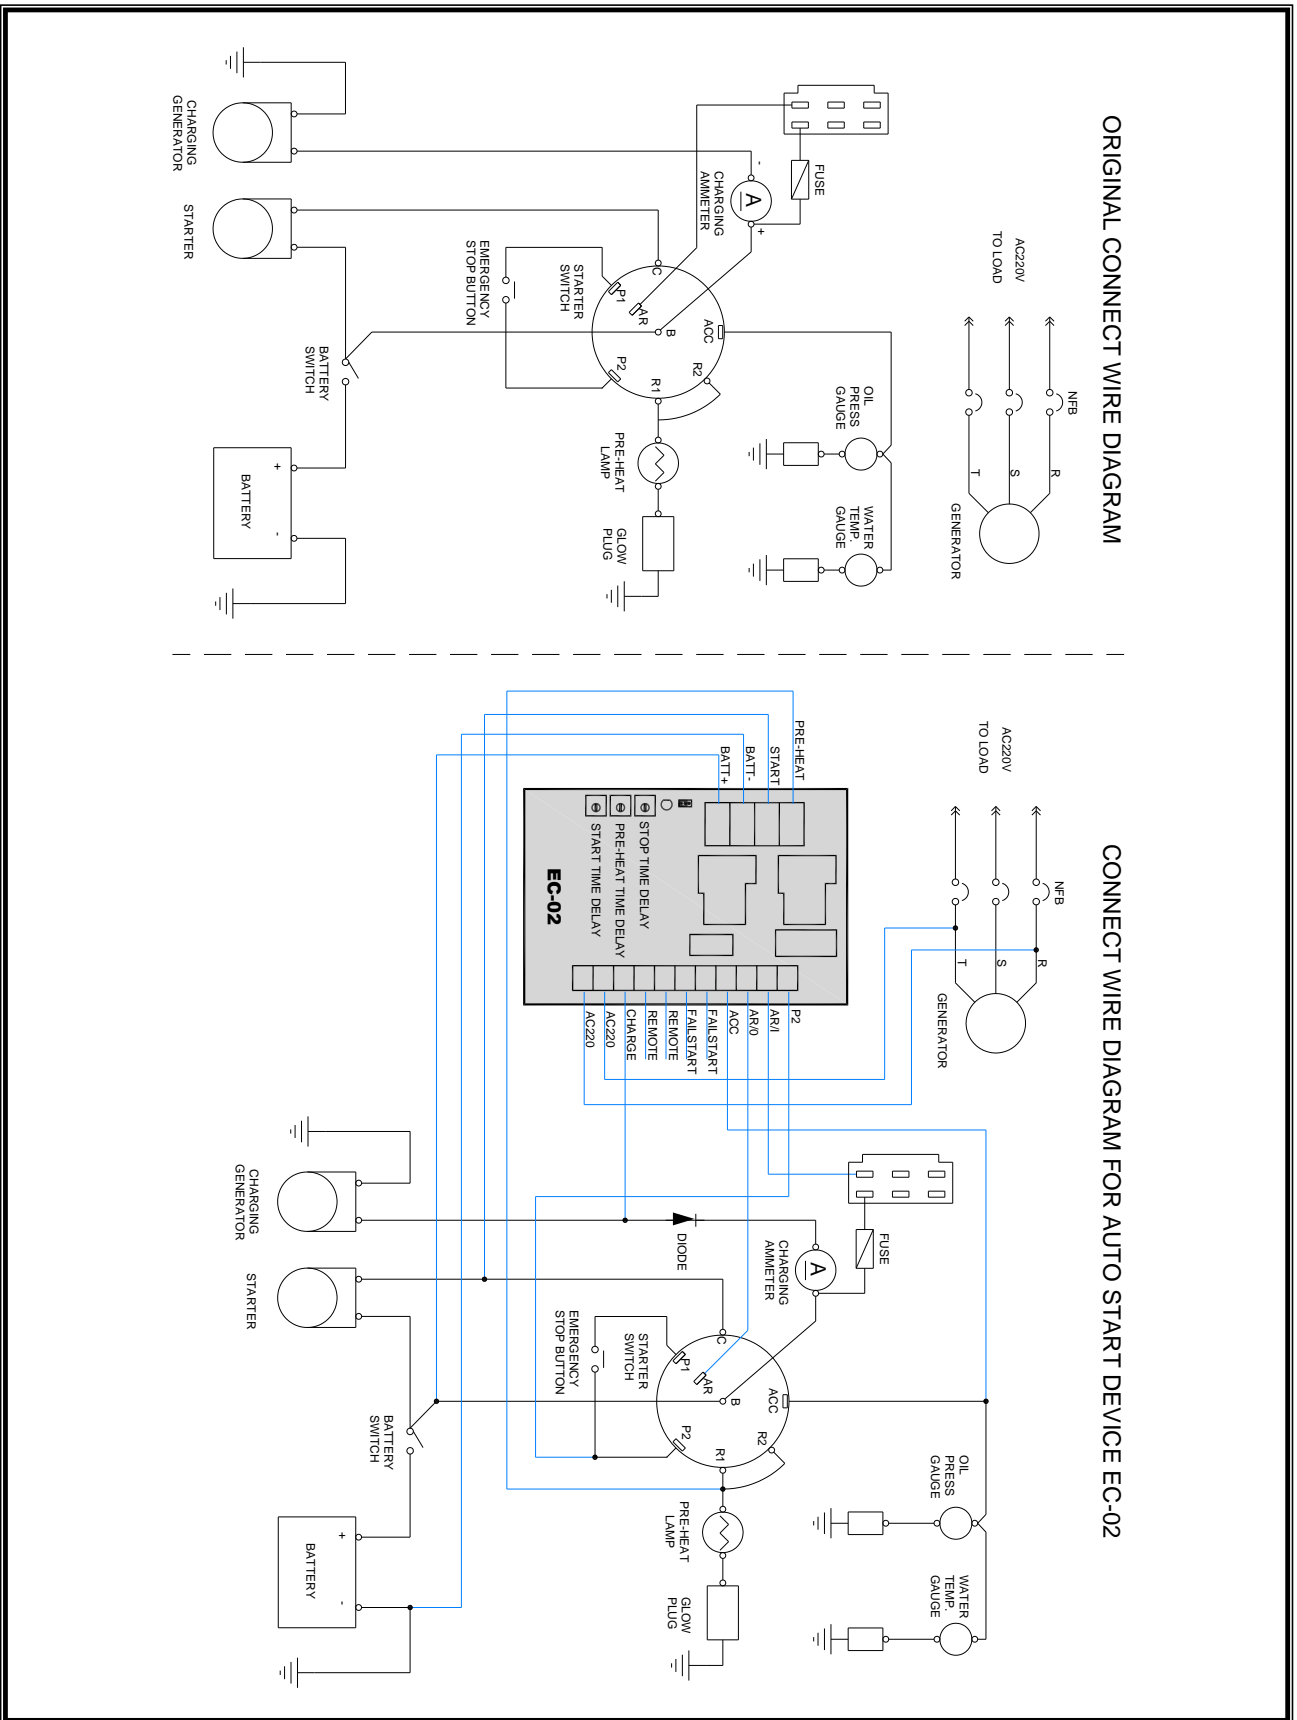 ORIGINAL CONNECT WIRE DIAGRAM
AC220V
TO LOAD
NFB
R
S
T
GENERATOR
FUSE
CHARGING
AMMETER
A
-
+
CHARGING
GENERATOR
STARTER
EMERGENCY
STOP BUTTON
STARTER
SWITCH
C
P1
AR
B
ACC
P2
R1
R2
OIL
PRESS
GAUGE
WATER
TEMP.
GAUGE
PRE-HEAT
LAMP
GLOW
PLUG
BATTERY
SWITCH
+
-
BATTERY
CONNECT WIRE DIAGRAM FOR AUTO START DEVICE EC-02
AC220V
TO LOAD
NFB
R
S
T
GENERATOR
PRE-HEAT
START
BATT-
BATT+
STOP TIME DELAY
PRE-HEAT TIME DELAY
START TIME DELAY
EC-02
P2
AR/I
AR/0
ACC
FAILSTART
FAILSTART
REMOTE
REMOTE
CHARGE
AC220
AC220
FUSE
CHARGING
AMMETER
A
DIODE
CHARGING
GENERATOR
STARTER
EMERGENCY
STOP BUTTON
STARTER
SWITCH
C
P1
AR
B
ACC
P2
R1
R2
OIL
PRESS
GAUGE
WATER
TEMP.
GAUGE
PRE-HEAT
LAMP
GLOW
PLUG
BATTERY
SWITCH
+
-
BATTERY